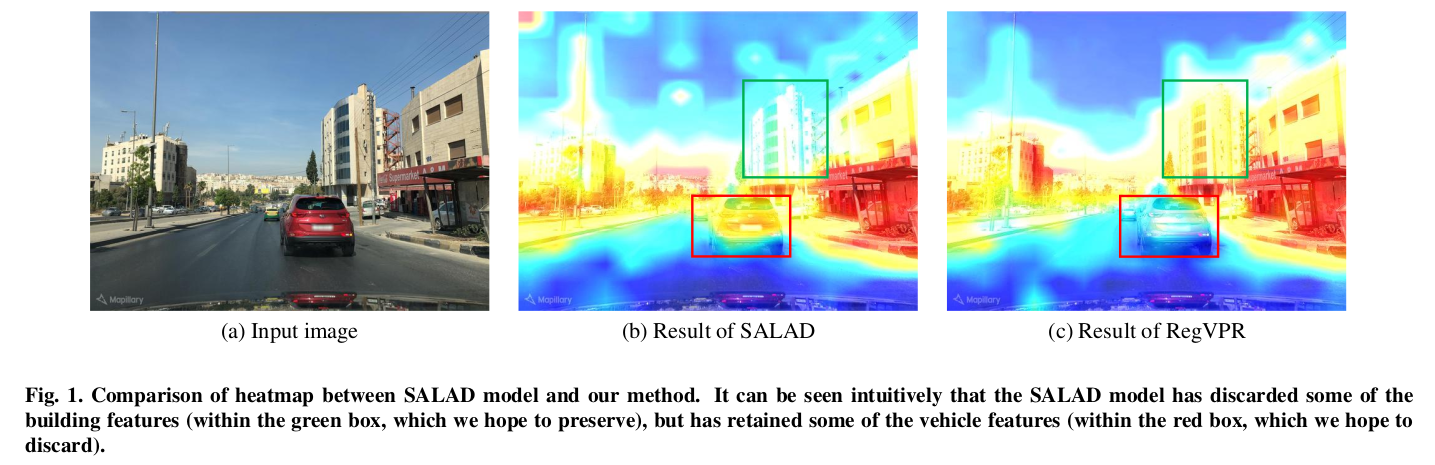 Supermarket
Mapillary
Mapillary
Mapillary
(a) Input image
(b) Result of SALAD
(c) Result of RegVPR
Fig. 1. Comparison of heatmap between SALAD model and our method. It can be seen intuitively that the SALAD model has discarded some of the
building features (within the green box, which we hope to preserve), but has retained some of the vehicle features (within the red box, which we hope to
discard).